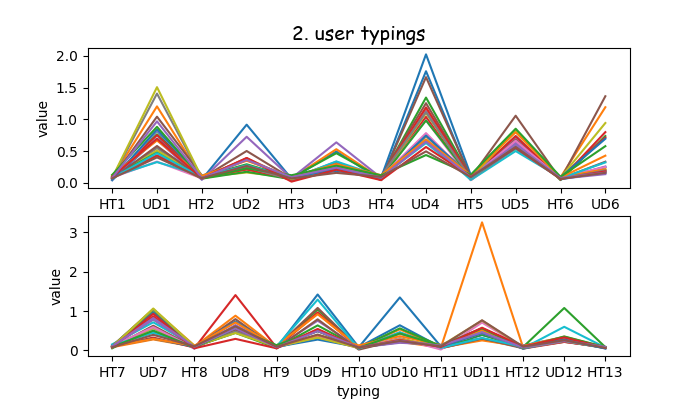 2. user typings
2.0
1.5
1.0
0.5
0.0
value
HT1 UD1 HT2 UD2 HT3 UD3 HT4 UD4 HT5 UD5 HT6 UD6
3
2
1
0
value
HT7 UD7 HT8 UD8 HT9 UD9 HT10 UD10 HT11 UD11 HT12 UD12 HT13
typing